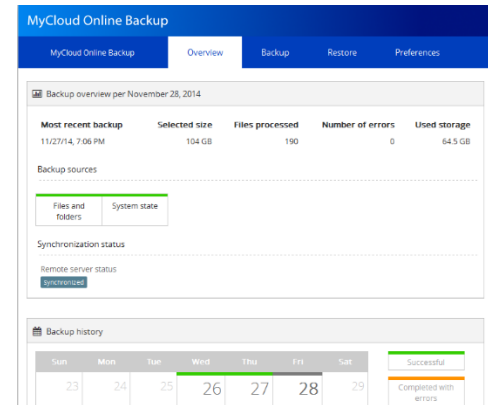 MyCloud Online Backup
MyCloud Online Backup Overview Backup Restore Preferences
Backup overview per November 28, 2014
Most recent backup Selected size Files processed Number of errors Used storage
11/27/14, 7:06 PM 104 GB 190 0 64.5 GB
Backup sources
Files and
folders
System state
Synchronization status
Remote server status
Synchronized
Backup history
Sun Mon Tue Wed Thu Fri Sat
Successful
23 24 25 26 27 28 29
Completed with
errors